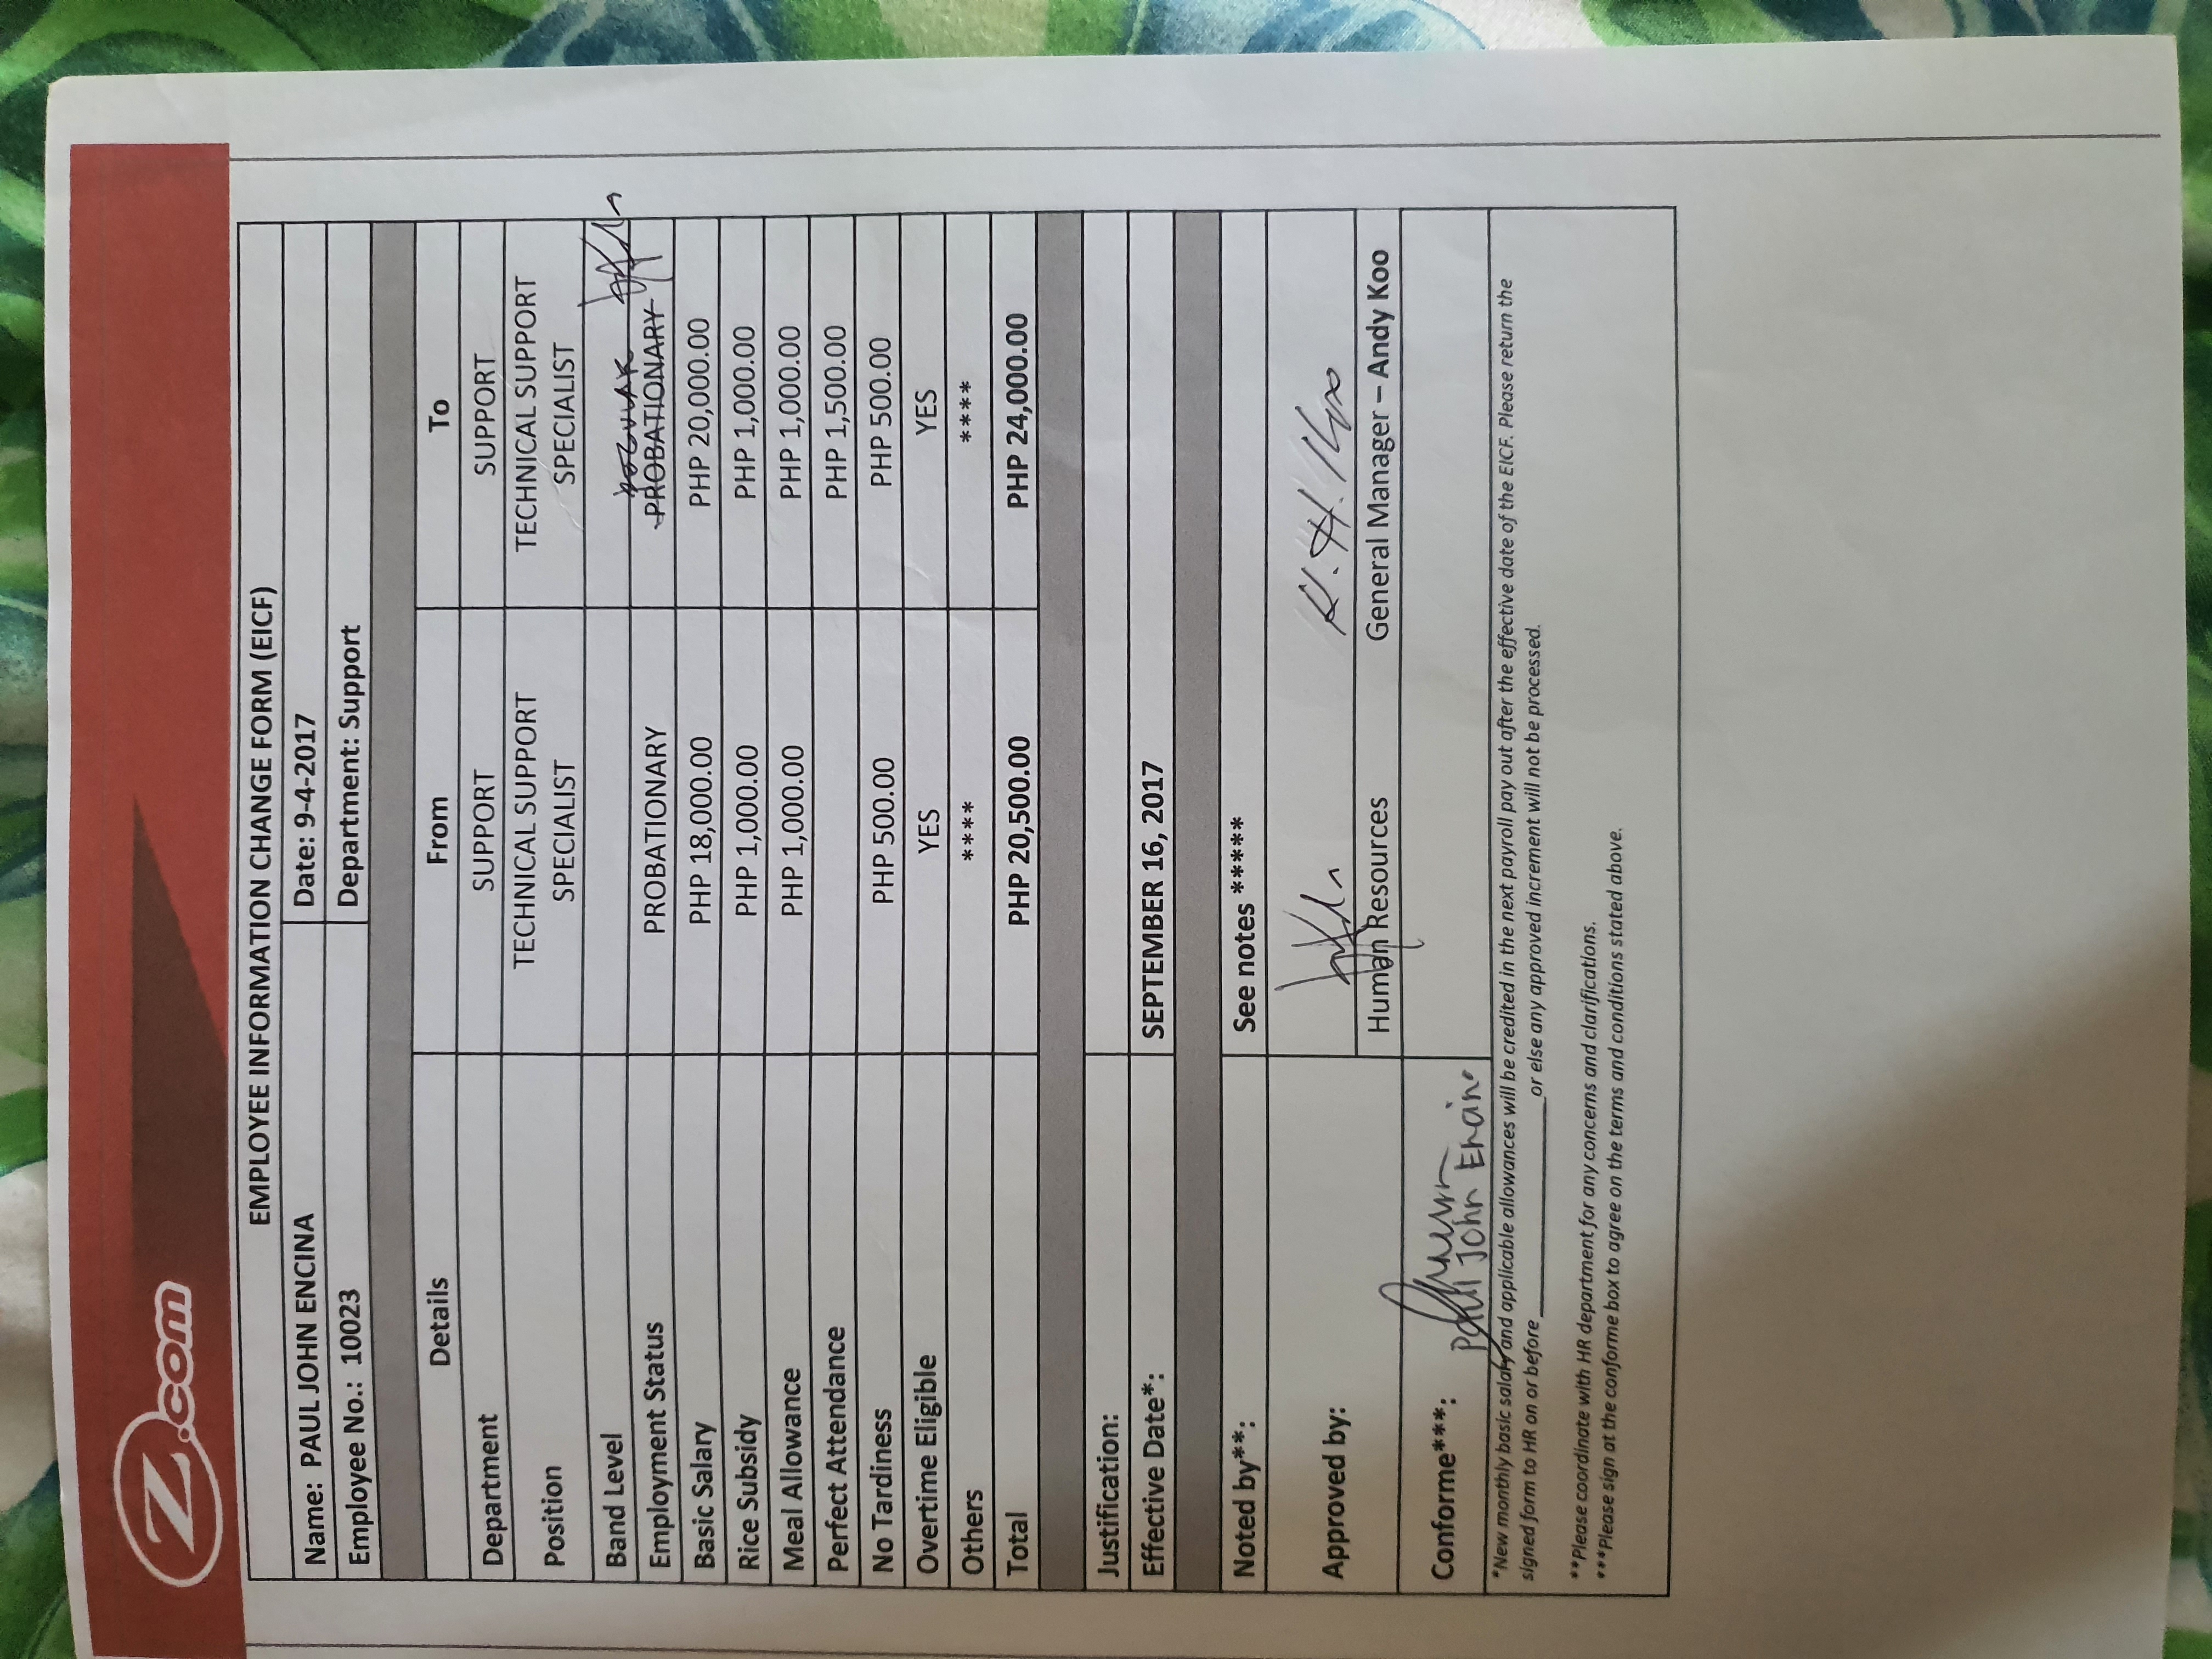 Z.com
EMPLOYEE INFORMATION CHANGE FORM (EICF)
Name: PAUL JOHN ENCINA Date: 9-4-2017
Employee No.: 10023 Department: Support
Details From To
Department SUPPORT SUPPORT
Position TECHNICAL SUPPORT SPECIALIST TECHNICAL SUPPORT SPECIALIST
Band Level
REGULAR
Employment Status PROBATIONARY PROBATIONARY
Basic Salary PHP 18,000.00 PHP 20,000.00
Rice Subsidy PHP 1,000.00 PHP 1,000.00
Meal Allowance PHP 1,000.00 PHP 1,000.00
Perfect Attendance PHP 1,500.00
No Tardiness PHP 500.00 PHP 500.00
Overtime Eligible YES YES
Others **** ****
Total PHP 20,500.00 PHP 24,000.00
Justification:
Effective Date*: SEPTEMBER 16, 2017
Noted by**: See notes *****
Approved by:
Human Resources General Manager – Andy Koo
Conforme***:
Paul John Encina
*New monthly basic salary and applicable allowances will be credited in the next payroll pay out after the effective date of the EICF. Please return the
signed form to HR on or before ____________________ or else any approved increment will not be processed.
**Please coordinate with HR department for any concerns and clarifications.
***Please sign at the conforme box to agree on the terms and conditions stated above.